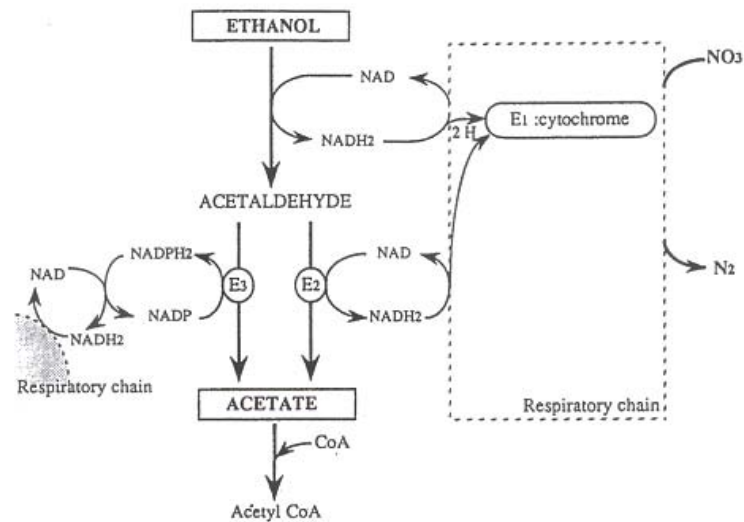 ETHANOL
NAD
NO3
E1 :cytochrome
2 H
NADH2
ACETALDEHYDE
NADPH2
NAD
NAD
E3
E2
N2
NADP
NADH2
NADH2
Respiratory chain
ACETATE
Respiratory chain
CoA
Acetyl CoA